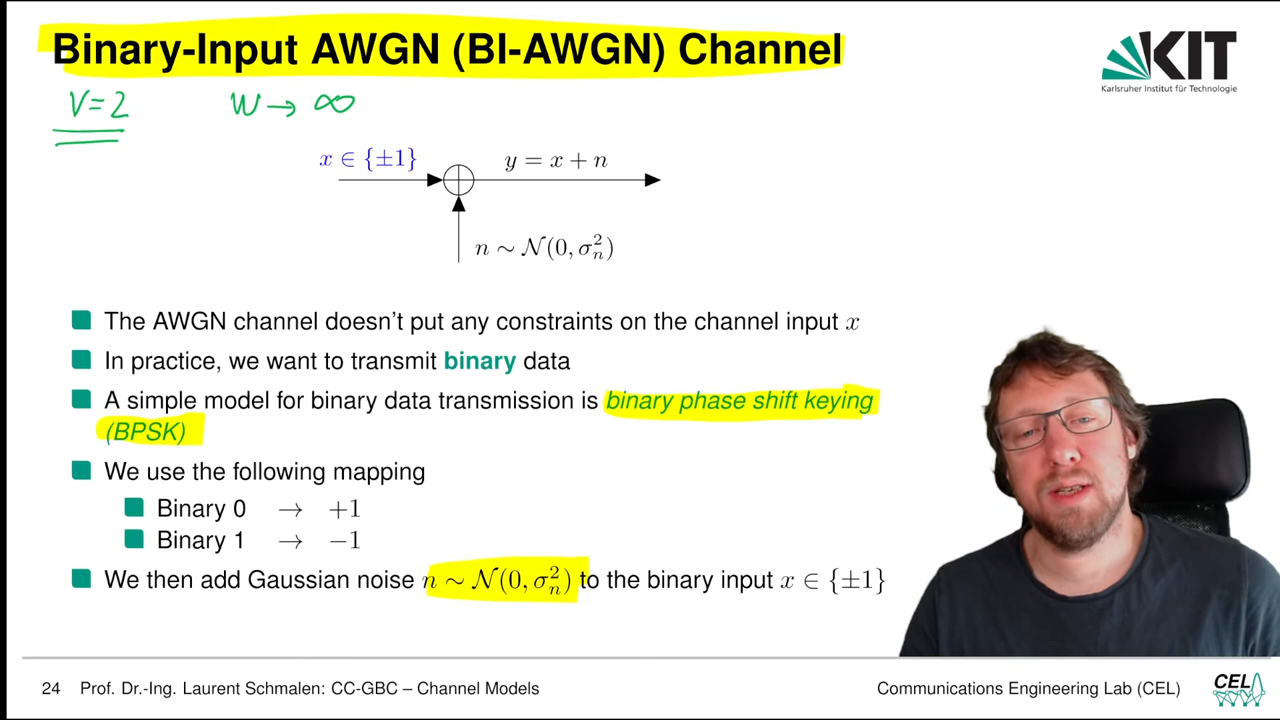 Binary-Input AWGN (BI-AWGN) Channel
KIT
Karlsruher Institut für Technologie
V=2 W → ∞
x ∈ {±1} y = x + n
n ∼ 𝒩(0, σₙ²)
The AWGN channel doesn't put any constraints on the channel input x
In practice, we want to transmit binary data
A simple model for binary data transmission is binary phase shift keying
(BPSK)
We use the following mapping
Binary 0 → +1
Binary 1 → −1
We then add Gaussian noise n ∼ 𝒩(0, σₙ²) to the binary input x ∈ {±1}
24 Prof. Dr.-Ing. Laurent Schmalen: CC-GBC – Channel Models Communications Engineering Lab (CEL) CEL